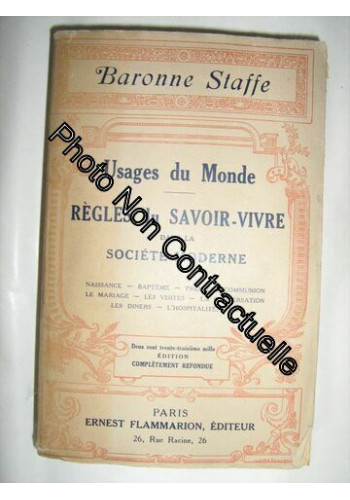 Baronne Staffe
Usages du Monde
RÈGLES du SAVOIR-VIVRE
LA
SOCIÉTÉ MODERNE
NAISSANCE — BAPTÊME — COMMUNION
LE MARIAGE — LES VISITES —
LES DINERS — L'HOSPITALITÉ
Deux cent trente-troisième mille
ÉDITION
COMPLÈTEMENT REFONDUE
PARIS
ERNEST FLAMMARION, ÉDITEUR
26, Rue Racine, 26
Photo Non Contractuelle